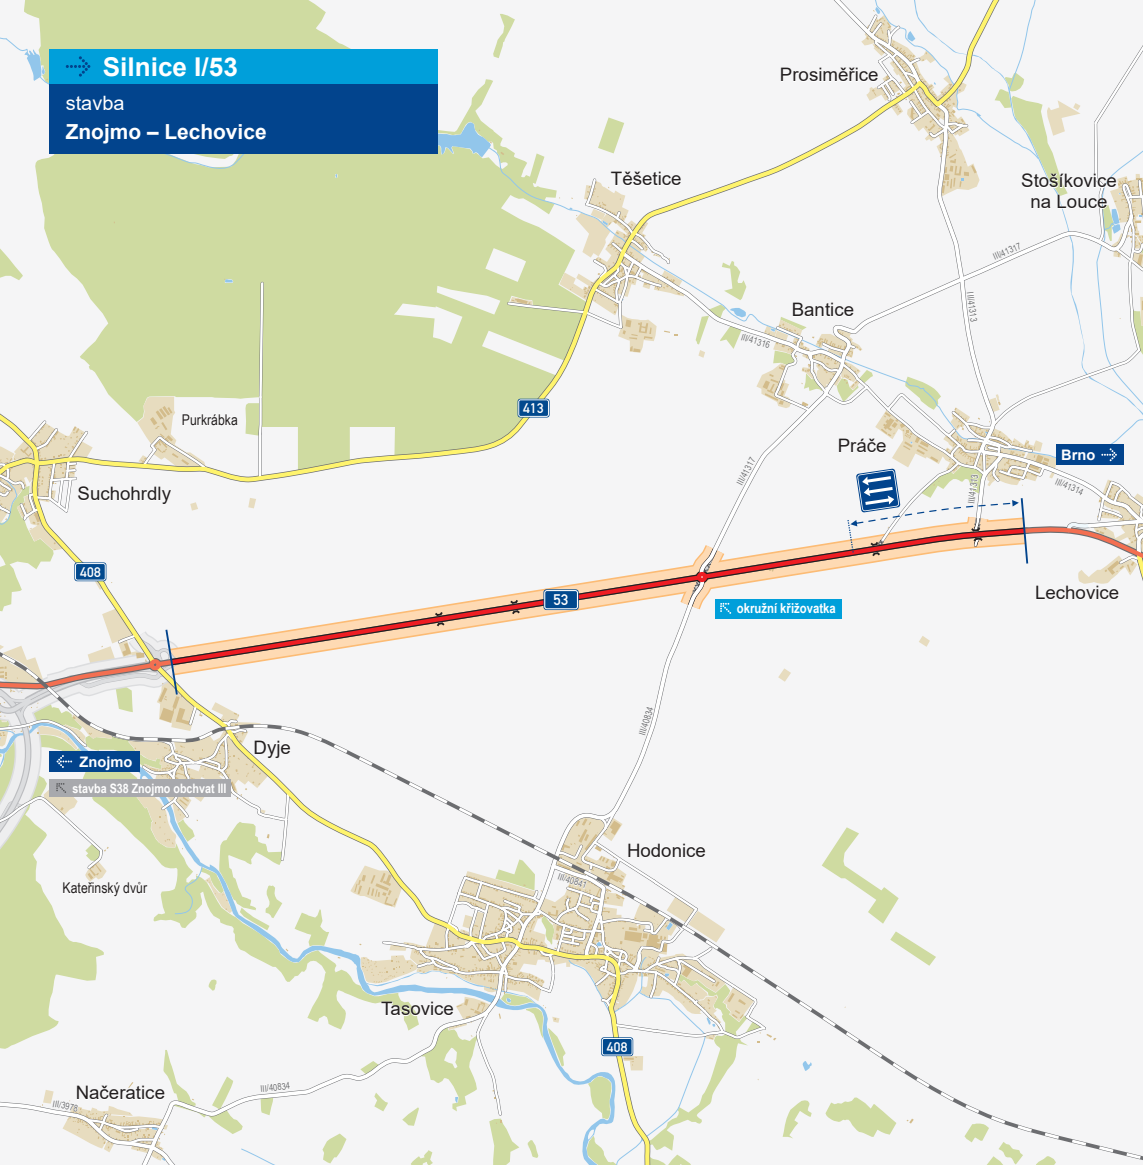 Silnice I/53
stavba
Znojmo – Lechovice
Prosiměřice
Těšetice
Stošíkovice
na Louce
III/41317
III/41313
Bantice
III/41316
413
Purkrábka
Práče
Brno
Suchohrdly
III/41317
III/41313
III/41314
408
53
okružní křižovatka
Lechovice
III/40834
Dyje
Znojmo
stavba S38 Znojmo obchvat III
Hodonice
Kateřinský dvůr
III/40841
Tasovice
408
Načeratice
III/40834
III/3978